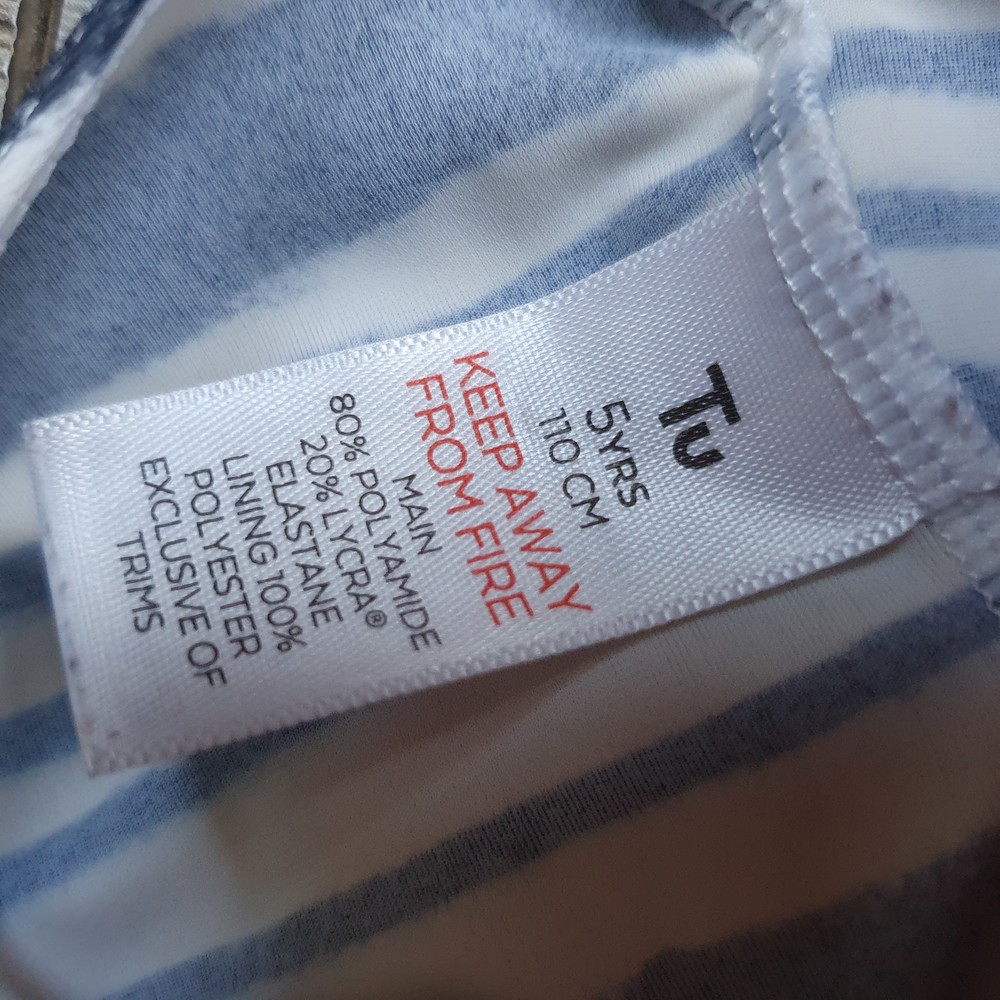 Tu
5YRS
110 CM
KEEP AWAY
FROM FIRE
MAIN
80% POLYAMIDE
20% LYCRA®
ELASTANE
LINING 100%
POLYESTER
EXCLUSIVE OF
TRIMS